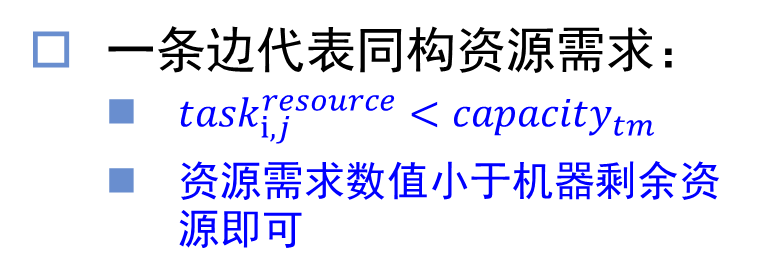 一条边代表同构资源需求：
$task_{i,j}^{resource} < capacity_{tm}$
资源需求数值小于机器剩余资
源即可